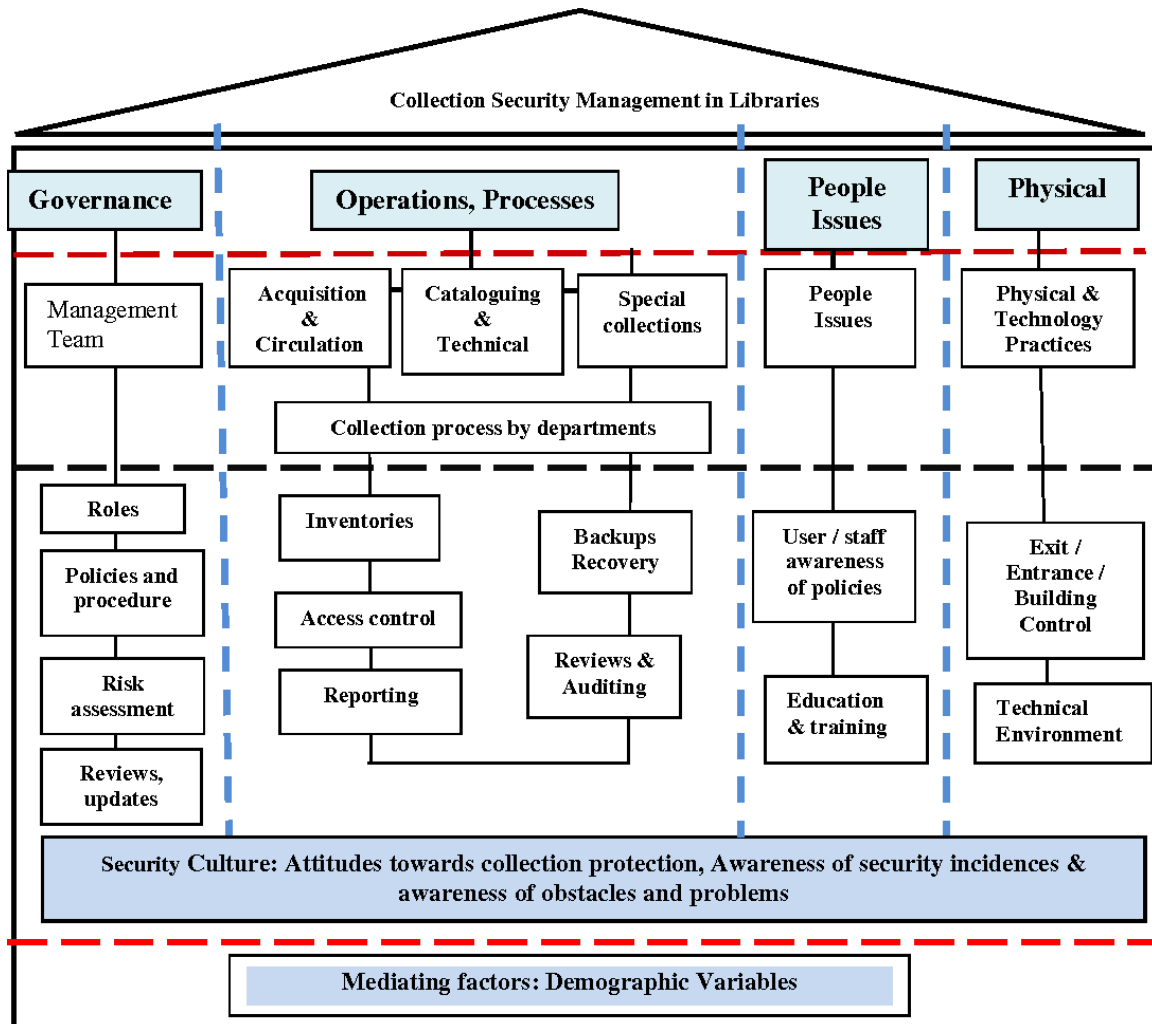 Collection Security Management in Libraries
Governance
Operations, Processes
People
Issues
Physical
Management
Team
Acquisition
&
Circulation
Cataloguing
&
Technical
Special
collections
People
Issues
Physical &
Technology
Practices
Collection process by departments
Roles
Policies and
procedure
Risk
assessment
Reviews,
updates
Inventories
Access control
Reporting
Backups
Recovery
Reviews &
Auditing
User / staff
awareness
of policies
Education
& training
Exit /
Entrance /
Building
Control
Technical
Environment
Security Culture: Attitudes towards collection protection, Awareness of security incidences &
awareness of obstacles and problems
Mediating factors: Demographic Variables